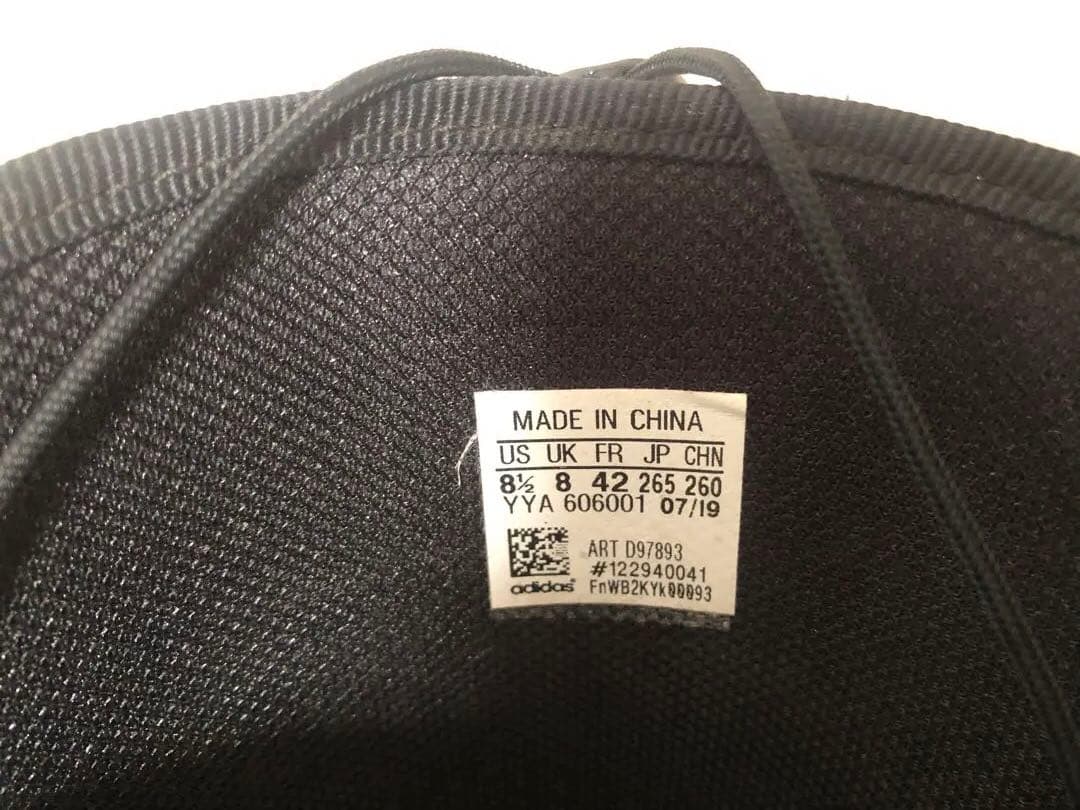 MADE IN CHINA
US UK FR JP CHN
8½ 8 42 265 260
YYA 606001 07/19
ART D97893
#122940041
adidas FnWB2KYk00093